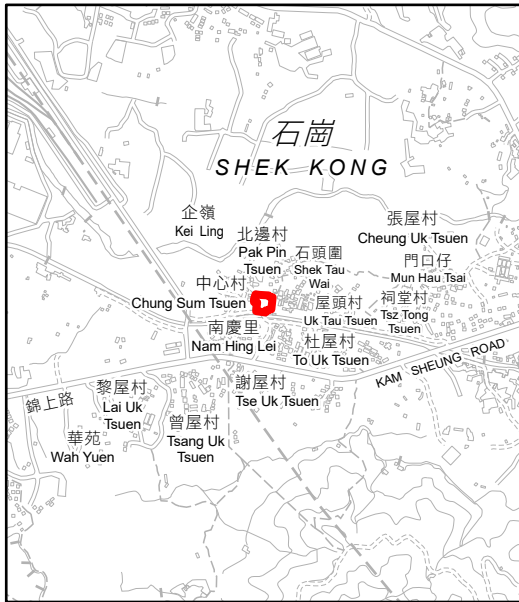 石崗
SHEK KONG
企嶺
Kei Ling
北邊村
Pak Pin
Tsuen
石頭圍
Shek Tau
Wai
張屋村
Cheung Uk Tsuen
門口仔
Mun Hau Tsai
中心村
Chung Sum Tsuen
屋頭村
Uk Tau Tsuen
祠堂村
Tsz Tong
Tsuen
南慶里
Nam Hing Lei
杜屋村
To Uk Tsuen
KAM SHEUNG ROAD
錦上路
黎屋村
Lai Uk
Tsuen
謝屋村
Tse Uk Tsuen
曾屋村
Tsang Uk
Tsuen
華苑
Wah Yuen